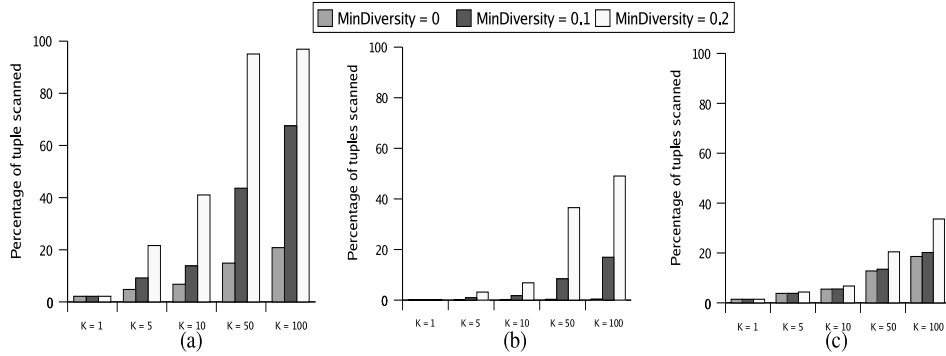 MinDiversity = 0 MinDiversity = 0.1 MinDiversity = 0.2
Percentage of tuple scanned
100
80
60
40
20
0
K = 1 K = 5 K = 10 K = 50 K = 100
(a)
Percentage of tuples scanned
100
80
60
40
20
0
K = 1 K = 5 K = 10 K = 50 K = 100
(b)
Percentage of tuples scanned
100
80
60
40
20
0
K = 1 K = 5 K = 10 K = 50 K = 100
(c)